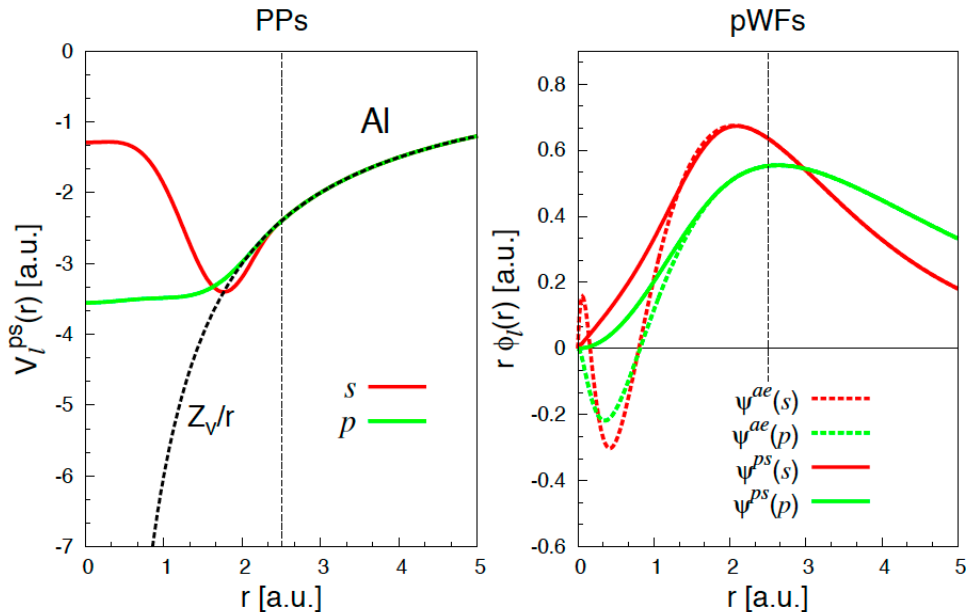 PPs
0
-1
-2
-3
-4
-5
-6
-7
V_l^ps(r) [a.u.]
Al
Z_v/r
s
p
0 1 2 3 4 5
r [a.u.]
pWFs
0.8
0.6
0.4
0.2
0
-0.2
-0.4
-0.6
r ϕ_l(r) [a.u.]
ψ^ae(s)
ψ^ae(p)
ψ^ps(s)
ψ^ps(p)
0 1 2 3 4 5
r [a.u.]